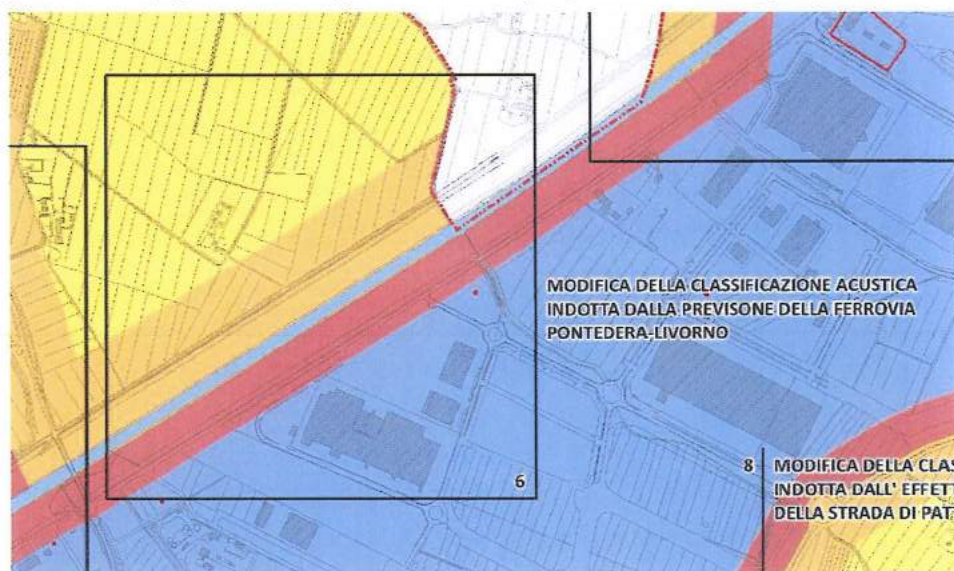 MODIFICA DELLA CLASSIFICAZIONE ACUSTICA
INDOTTA DALLA PREVISONE DELLA FERROVIA
PONTEDERA-LIVORNO
6
8
MODIFICA DELLA CLAS
INDOTTA DALL' EFFETT
DELLA STRADA DI PAT